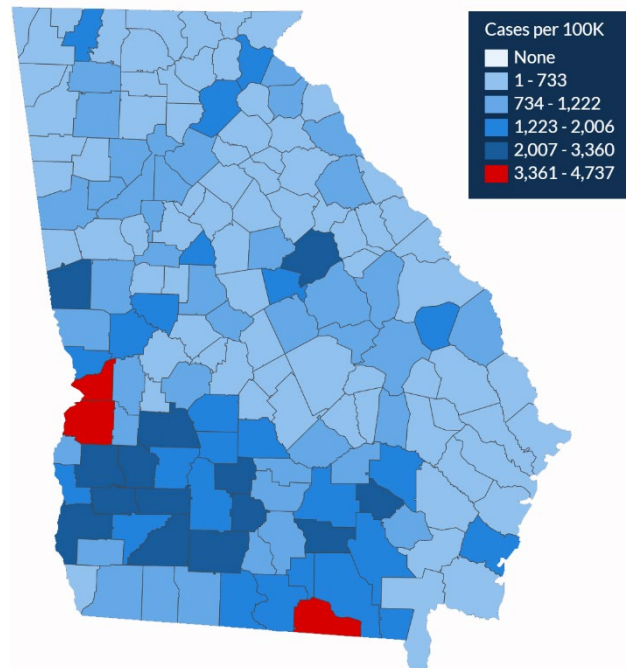 Cases per 100K
None
1 - 733
734 - 1,222
1,223 - 2,006
2,007 - 3,360
3,361 - 4,737